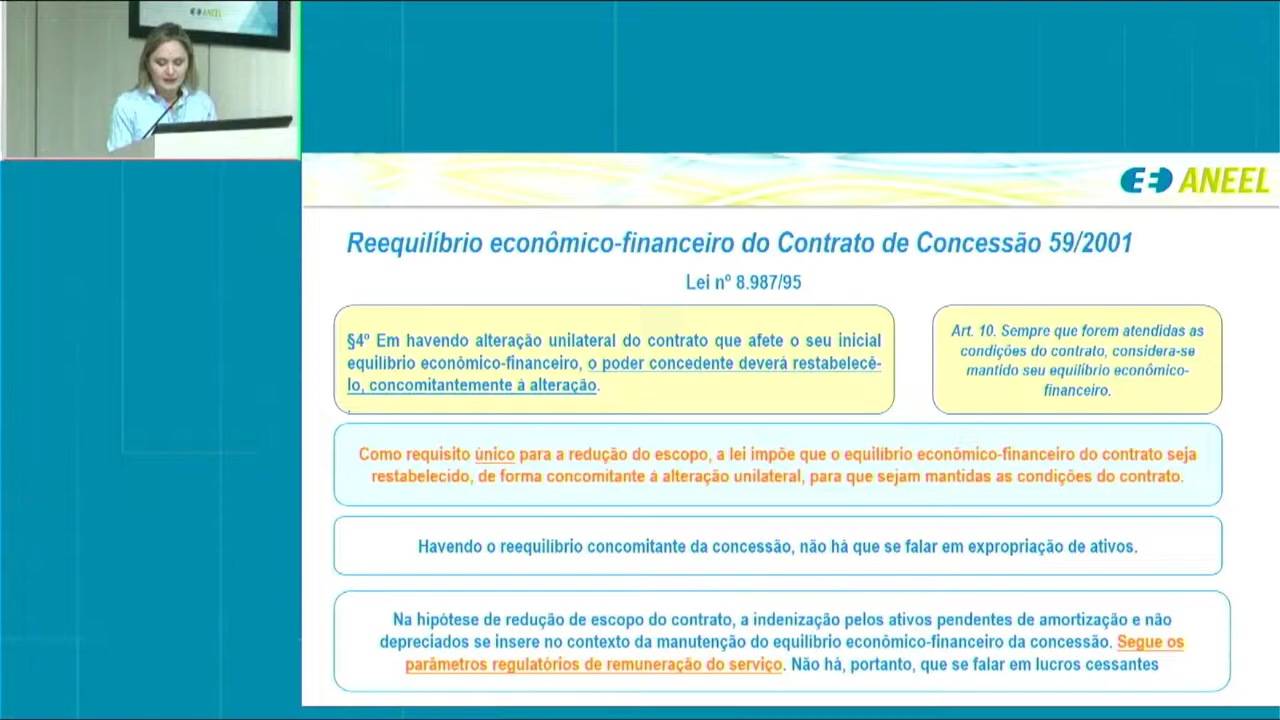 ANEEL
ANEEL
Reequilíbrio econômico-financeiro do Contrato de Concessão 59/2001
Lei nº 8.987/95
§4º Em havendo alteração unilateral do contrato que afete o seu inicial
equilíbrio econômico-financeiro, o poder concedente deverá restabelecê-
lo, concomitantemente à alteração.
.
Art. 10. Sempre que forem atendidas as
condições do contrato, considera-se
mantido seu equilíbrio econômico-
financeiro.
Como requisito único para a redução do escopo, a lei impõe que o equilíbrio econômico-financeiro do contrato seja
restabelecido, de forma concomitante à alteração unilateral, para que sejam mantidas as condições do contrato.
Havendo o reequilíbrio concomitante da concessão, não há que se falar em expropriação de ativos.
Na hipótese de redução de escopo do contrato, a indenização pelos ativos pendentes de amortização e não
depreciados se insere no contexto da manutenção do equilíbrio econômico-financeiro da concessão. Segue os
parâmetros regulatórios de remuneração do serviço. Não há, portanto, que se falar em lucros cessantes